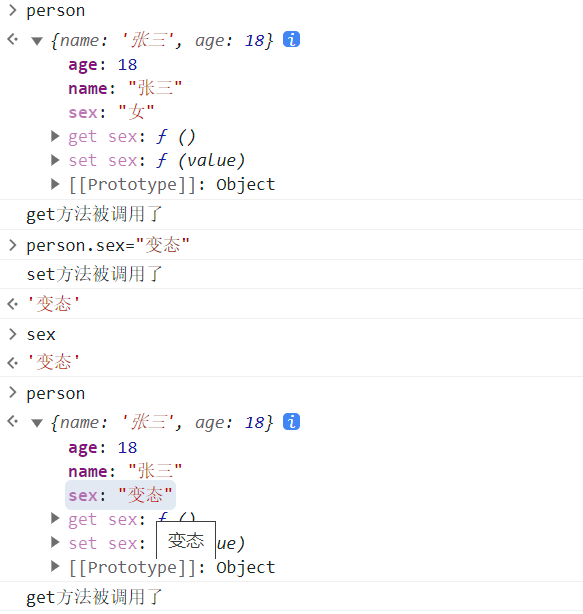 person
{name: '张三', age: 18}
age: 18
name: "张三"
sex: "女"
get sex: ƒ ()
set sex: ƒ (value)
[[Prototype]]: Object
get方法被调用了
person.sex="变态"
set方法被调用了
'变态'
sex
'变态'
person
{name: '张三', age: 18}
age: 18
name: "张三"
sex: "变态"
get sex: ƒ ()
set sex: ue)
变态
[[Prototype]]: Object
get方法被调用了